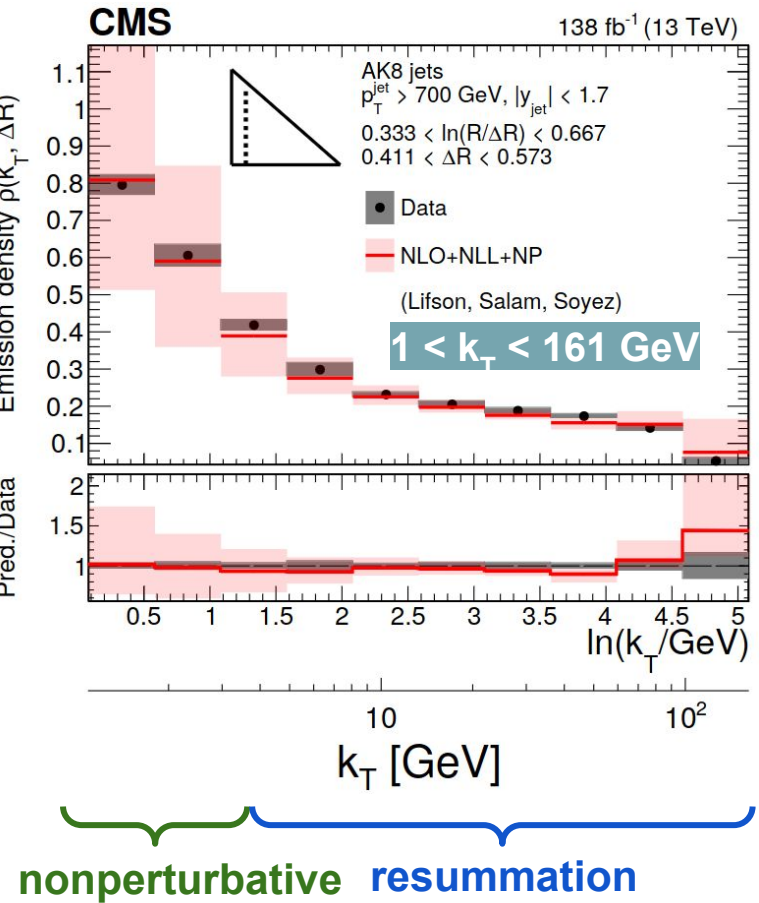 CMS 138 fb⁻¹ (13 TeV)
AK8 jets
p_T^jet > 700 GeV, |y_jet| < 1.7
0.333 < ln(R/ΔR) < 0.667
0.411 < ΔR < 0.573
Data
NLO+NLL+NP
(Lifson, Salam, Soyez)
1 < k_T < 161 GeV
Emission density ρ(k_T, ΔR)
1.1
1
0.9
0.8
0.7
0.6
0.5
0.4
0.3
0.2
0.1
Pred./Data
2
1.5
1
0.5 1 1.5 2 2.5 3 3.5 4 4.5 5
ln(k_T/GeV)
10 10²
k_T [GeV]
nonperturbative resummation